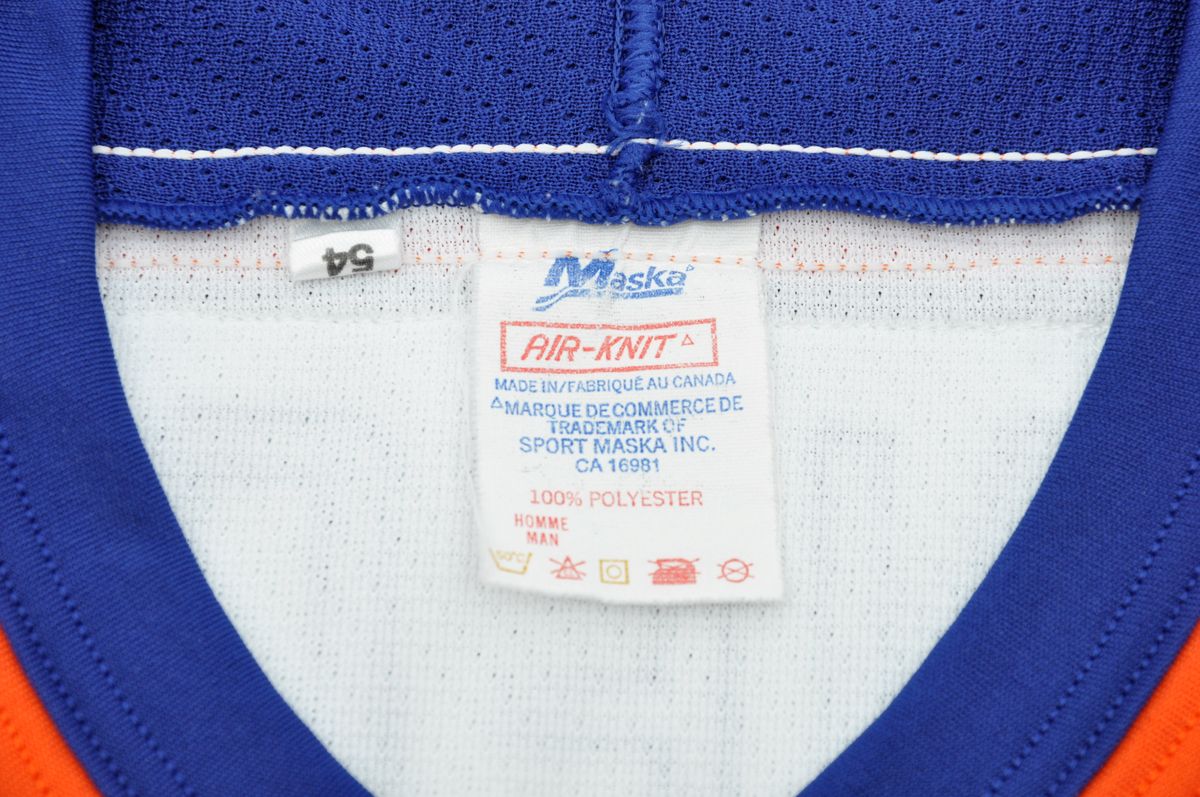 54
Maska
AIR-KNIT △
MADE IN/FABRIQUÉ AU CANADA
△MARQUE DE COMMERCE DE
TRADEMARK OF
SPORT MASKA INC.
CA 16981
100% POLYESTER
HOMME
MAN
50°C